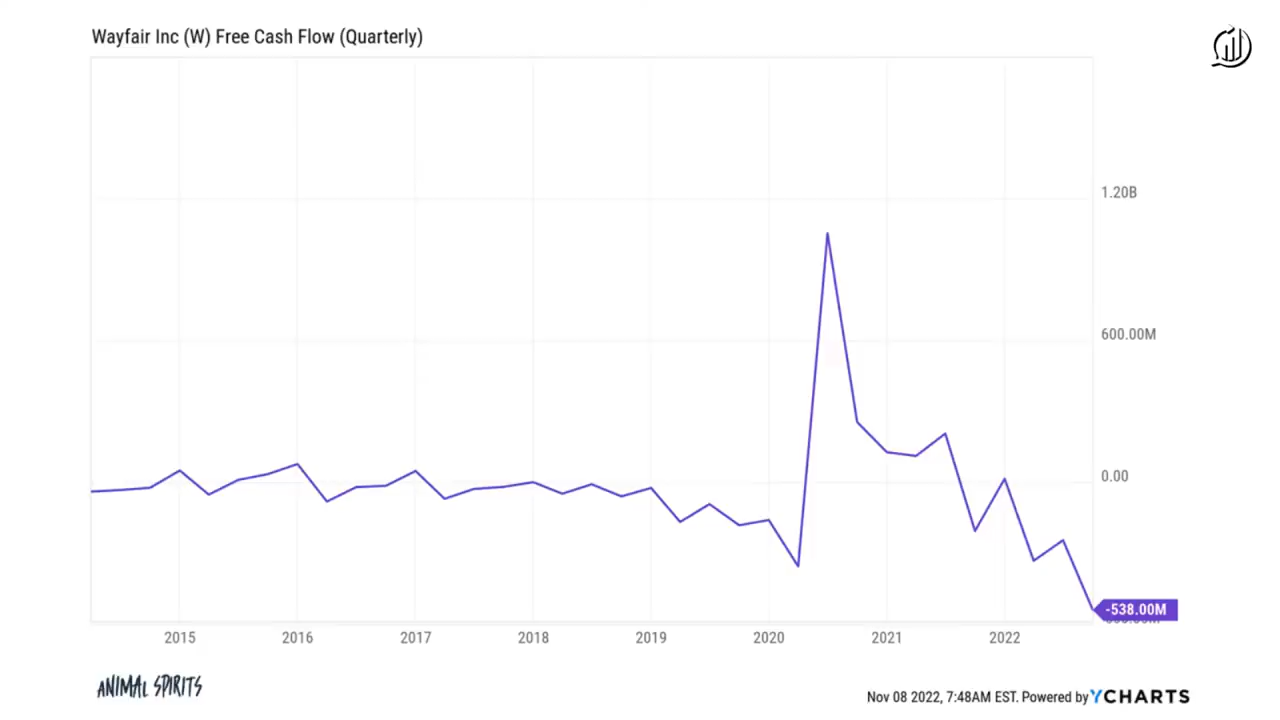 Wayfair Inc (W) Free Cash Flow (Quarterly)
1.20B
600.00M
0.00
-538.00M
2015 2016 2017 2018 2019 2020 2021 2022
ANIMAL SPIRITS
Nov 08 2022, 7:48AM EST. Powered by YCHARTS